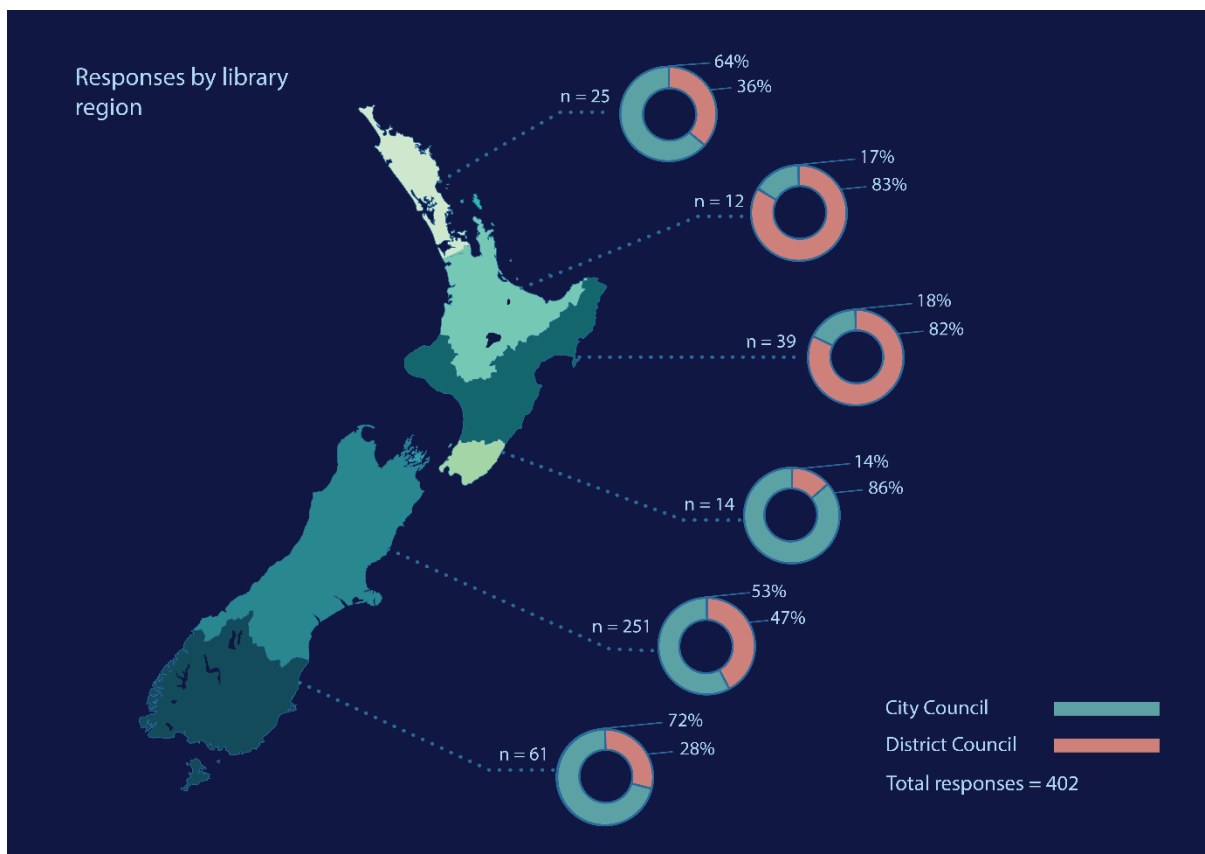 Responses by library
region
64%
36%
n = 25
17%
83%
n = 12
18%
82%
n = 39
14%
86%
n = 14
53%
47%
n = 251
72%
28%
n = 61
City Council
District Council
Total responses = 402